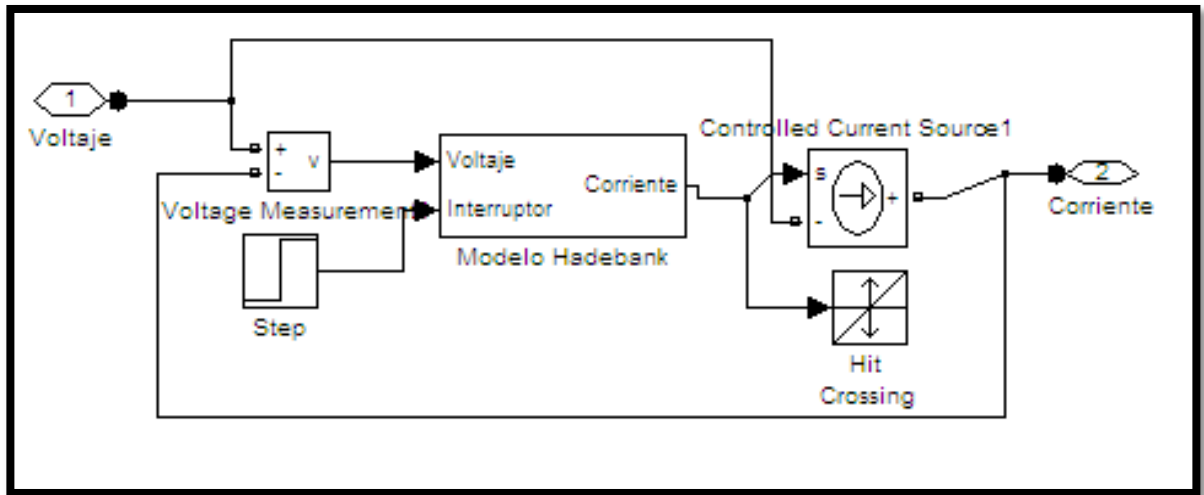 1
Voltaje
+
-
v
Voltage Measurement
Step
Voltaje
Interruptor
Corriente
Modelo Hadebank
Controlled Current Source1
s
-
+
Hit
Crossing
2
Corriente